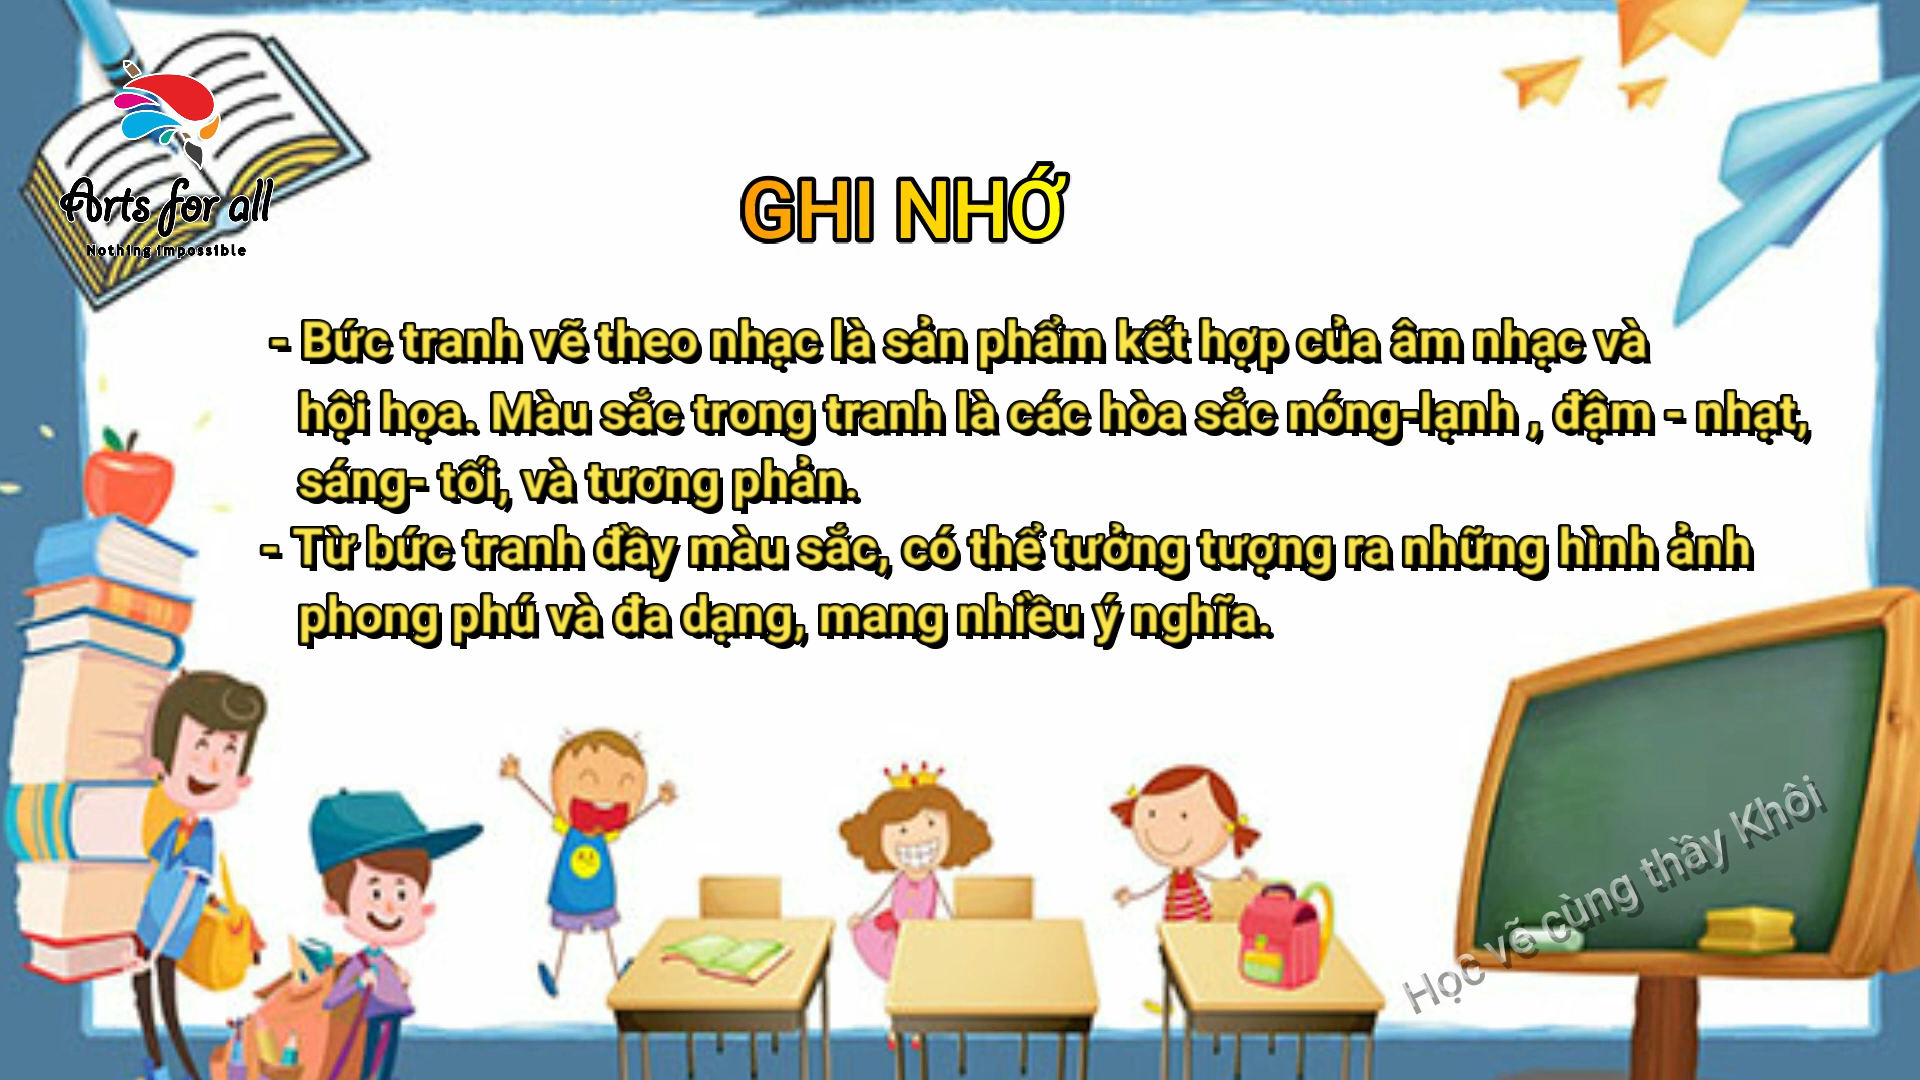 Arts for all
Nothing impossible
GHI NHỚ
- Bức tranh vẽ theo nhạc là sản phẩm kết hợp của âm nhạc và
hội họa. Màu sắc trong tranh là các hòa sắc nóng-lạnh , đậm - nhạt,
sáng- tối, và tương phản.
- Từ bức tranh đầy màu sắc, có thể tưởng tượng ra những hình ảnh
phong phú và đa dạng, mang nhiều ý nghĩa.
Học vẽ cùng thầy Khôi